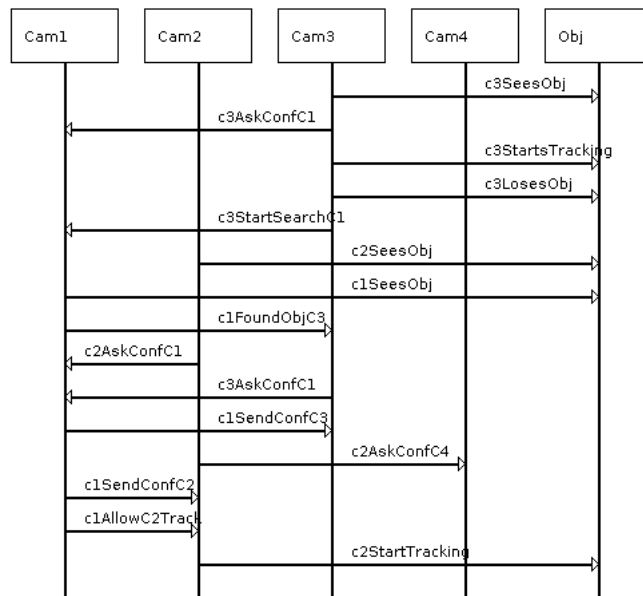 Cam1 Cam2 Cam3 Cam4 Obj
c3SeesObj
c3AskConfC1
c3StartsTracking
c3LosesObj
c3StartSearchC1
c2SeesObj
c1SeesObj
c1FoundObjC3
c2AskConfC1
c3AskConfC1
c1SendConfC3
c2AskConfC4
c1SendConfC2
c1AllowC2Track
c2StartTracking